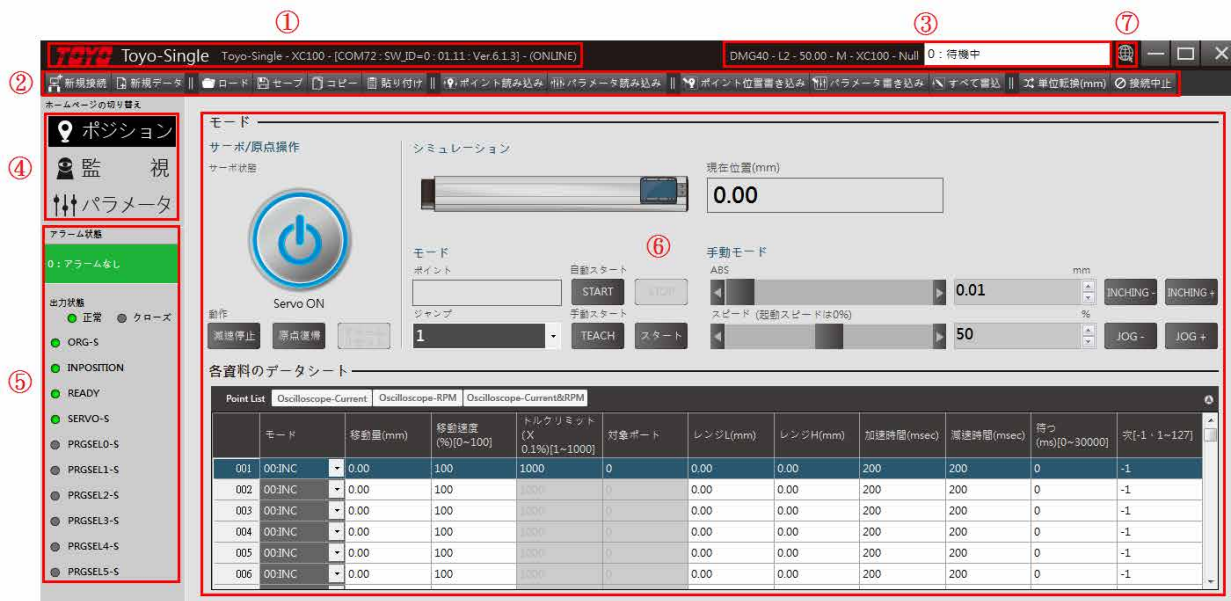 ① ③ ⑦
TOYO Toyo-Single Toyo-Single - XC100 - [COM72 : SW_ID=0 : 01.11 : Ver.6.1.3] - (ONLINE) DMG40 - L2 - 50.00 - M - XC100 - Null 0：待機中
② 新規接続 新規データ ロード セーブ コピー 貼り付け ポイント読み込み パラメータ読み込み ポイント位置書き込み パラメータ書き込み すべて書込 単位転換(mm) 接続中止
ホームページの切り替え
④
ポジション
監 視
パラメータ
⑤
アラーム状態
0：アラームなし
出力状態
正常 クローズ
ORG-S
INPOSITION
READY
SERVO-S
PRGSEL0-S
PRGSEL1-S
PRGSEL2-S
PRGSEL3-S
PRGSEL4-S
PRGSEL5-S
モード
サーボ/原点操作
サーボ状態
Servo ON
動作
減速停止 原点復帰
シミュレーション
現在位置(mm)
0.00
⑥
モード
ポイント 自動スタート
START STOP
ジャンプ 手動スタート
1 TEACH スタート
手動モード
ABS mm
0.01 INCHING - INCHING +
スピード (起動スピードは0%) %
50 JOG - JOG +
各資料のデータシート
Point List Oscilloscope-Current Oscilloscope-RPM Oscilloscope-Current&RPM
モード 移動量(mm) 移動速度(%)[0~100] トルクリミット(X 0.1%)[1~1000] 対象ポート レンジL(mm) レンジH(mm) 加速時間(msec) 減速時間(msec) 待つ(ms)[0~30000] 次[-1，1~127]
001 00:INC 0.00 100 1000 0 0.00 0.00 200 200 0 -1
002 00:INC 0.00 100 1000 0 0.00 0.00 200 200 0 -1
003 00:INC 0.00 100 1000 0 0.00 0.00 200 200 0 -1
004 00:INC 0.00 100 1000 0 0.00 0.00 200 200 0 -1
005 00:INC 0.00 100 1000 0 0.00 0.00 200 200 0 -1
006 00:INC 0.00 100 1000 0 0.00 0.00 200 200 0 -1